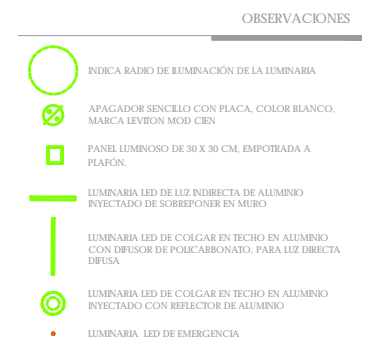 OBSERVACIONES
INDICA RADIO DE ILUMINACIÓN DE LA LUMINARIA
APAGADOR SENCILLO CON PLACA, COLOR BLANCO,
MARCA LEVITON MOD CIEN
PANEL LUMINOSO DE 30 X 30 CM, EMPOTRADA A
PLAFÓN.
LUMINARIA LED DE LUZ INDIRECTA DE ALUMINIO
INYECTADO DE SOBREPONER EN MURO
LUMINARIA LED DE COLGAR EN TECHO EN ALUMINIO
CON DIFUSOR DE POLICARBONATO, PARA LUZ DIRECTA
DIFUSA
LUMINARIA LED DE COLGAR EN TECHO EN ALUMINIO
INYECTADO CON REFLECTOR DE ALUMINIO
LUMINARIA LED DE EMERGENCIA